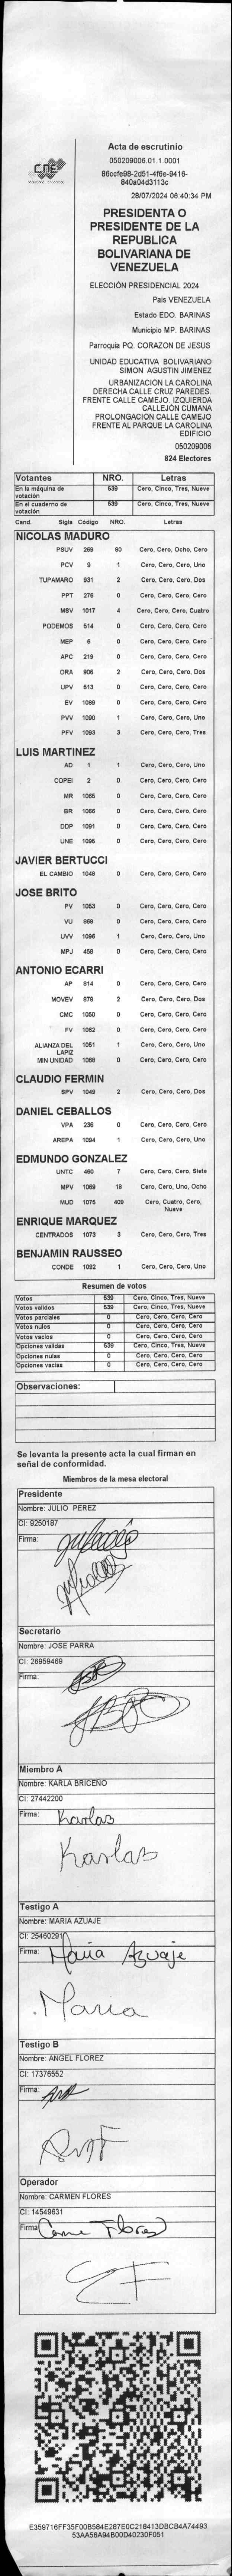 CNE
Acta de escrutinio
050209006.01.1.0001
86ccfe98-2d51-4f6e-9416-
840a04d3113c
28/07/2024 06:40:34 PM
PRESIDENTA O
PRESIDENTE DE LA
REPUBLICA
BOLIVARIANA DE
VENEZUELA
ELECCIÓN PRESIDENCIAL 2024
País VENEZUELA
Estado EDO. BARINAS
Municipio MP. BARINAS
Parroquia PQ. CORAZON DE JESUS
UNIDAD EDUCATIVA BOLIVARIANO
SIMON AGUSTIN JIMENEZ
URBANIZACION LA CAROLINA
DERECHA CALLE CRUZ PAREDES.
FRENTE CALLE CAMEJO. IZQUIERDA
CALLEJÓN CUMANA
PROLONGACION CALLE CAMEJO
FRENTE AL PARQUE LA CAROLINA
EDIFICIO
050209006
824 Electores
Votantes NRO. Letras
En la máquina de votación 539 Cero, Cinco, Tres, Nueve
En el cuaderno de votación 539 Cero, Cinco, Tres, Nueve
Cand. Sigla Código NRO. Letras
NICOLAS MADURO
PSUV 269 80 Cero, Cero, Ocho, Cero
PCV 9 1 Cero, Cero, Cero, Uno
TUPAMARO 931 2 Cero, Cero, Cero, Dos
PPT 276 0 Cero, Cero, Cero, Cero
MSV 1017 4 Cero, Cero, Cero, Cuatro
PODEMOS 514 0 Cero, Cero, Cero, Cero
MEP 6 0 Cero, Cero, Cero, Cero
APC 219 0 Cero, Cero, Cero, Cero
ORA 906 2 Cero, Cero, Cero, Dos
UPV 513 0 Cero, Cero, Cero, Cero
EV 1089 0 Cero, Cero, Cero, Cero
PVV 1090 1 Cero, Cero, Cero, Uno
PFV 1093 3 Cero, Cero, Cero, Tres
LUIS MARTINEZ
AD 1 1 Cero, Cero, Cero, Uno
COPEI 2 0 Cero, Cero, Cero, Cero
MR 1065 0 Cero, Cero, Cero, Cero
BR 1066 0 Cero, Cero, Cero, Cero
DDP 1091 0 Cero, Cero, Cero, Cero
UNE 1095 0 Cero, Cero, Cero, Cero
JAVIER BERTUCCI
EL CAMBIO 1048 0 Cero, Cero, Cero, Cero
JOSE BRITO
PV 1053 0 Cero, Cero, Cero, Cero
VU 868 0 Cero, Cero, Cero, Cero
UVV 1096 1 Cero, Cero, Cero, Uno
MPJ 458 0 Cero, Cero, Cero, Cero
ANTONIO ECARRI
AP 814 0 Cero, Cero, Cero, Cero
MOVEV 976 2 Cero, Cero, Cero, Dos
CMC 1050 0 Cero, Cero, Cero, Cero
FV 1062 0 Cero, Cero, Cero, Cero
ALIANZA DEL LAPIZ 1051 1 Cero, Cero, Cero, Uno
MIN UNIDAD 1068 0 Cero, Cero, Cero, Cero
CLAUDIO FERMIN
SPV 1049 2 Cero, Cero, Cero, Dos
DANIEL CEBALLOS
VPA 236 0 Cero, Cero, Cero, Cero
AREPA 1094 1 Cero, Cero, Cero, Uno
EDMUNDO GONZALEZ
UNTC 460 7 Cero, Cero, Cero, Siete
MPV 1069 18 Cero, Cero, Uno, Ocho
MUD 1075 409 Cero, Cuatro, Cero, Nueve
ENRIQUE MARQUEZ
CENTRADOS 1073 3 Cero, Cero, Cero, Tres
BENJAMIN RAUSSEO
CONDE 1092 1 Cero, Cero, Cero, Uno
Resumen de votos
Votos 539 Cero, Cinco, Tres, Nueve
Votos validos 539 Cero, Cinco, Tres, Nueve
Votos parciales 0 Cero, Cero, Cero, Cero
Votos nulos 0 Cero, Cero, Cero, Cero
Votos vacios 0 Cero, Cero, Cero, Cero
Opciones validas 539 Cero, Cinco, Tres, Nueve
Opciones nulas 0 Cero, Cero, Cero, Cero
Opciones vacias 0 Cero, Cero, Cero, Cero
Observaciones:
Se levanta la presente acta la cual firman en
señal de conformidad.
Miembros de la mesa electoral
Presidente
Nombre: JULIO PEREZ
CI: 9250187
Firma:
Secretario
Nombre: JOSE PARRA
CI: 26959469
Firma:
Miembro A
Nombre: KARLA BRICEÑO
CI: 27442200
Firma: Karlas
Karlas
Testigo A
Nombre: MARIA AZUAJE
CI: 25460291
Firma: Maria Azuaje
Maria
Testigo B
Nombre: ANGEL FLOREZ
CI: 17376552
Firma:
Operador
Nombre: CARMEN FLORES
CI: 14549631
Firma: Carme Flores
CF
E359716FF35F00B584E287E0C218413DBCB4A74493
53AA56A94B00D40230F051